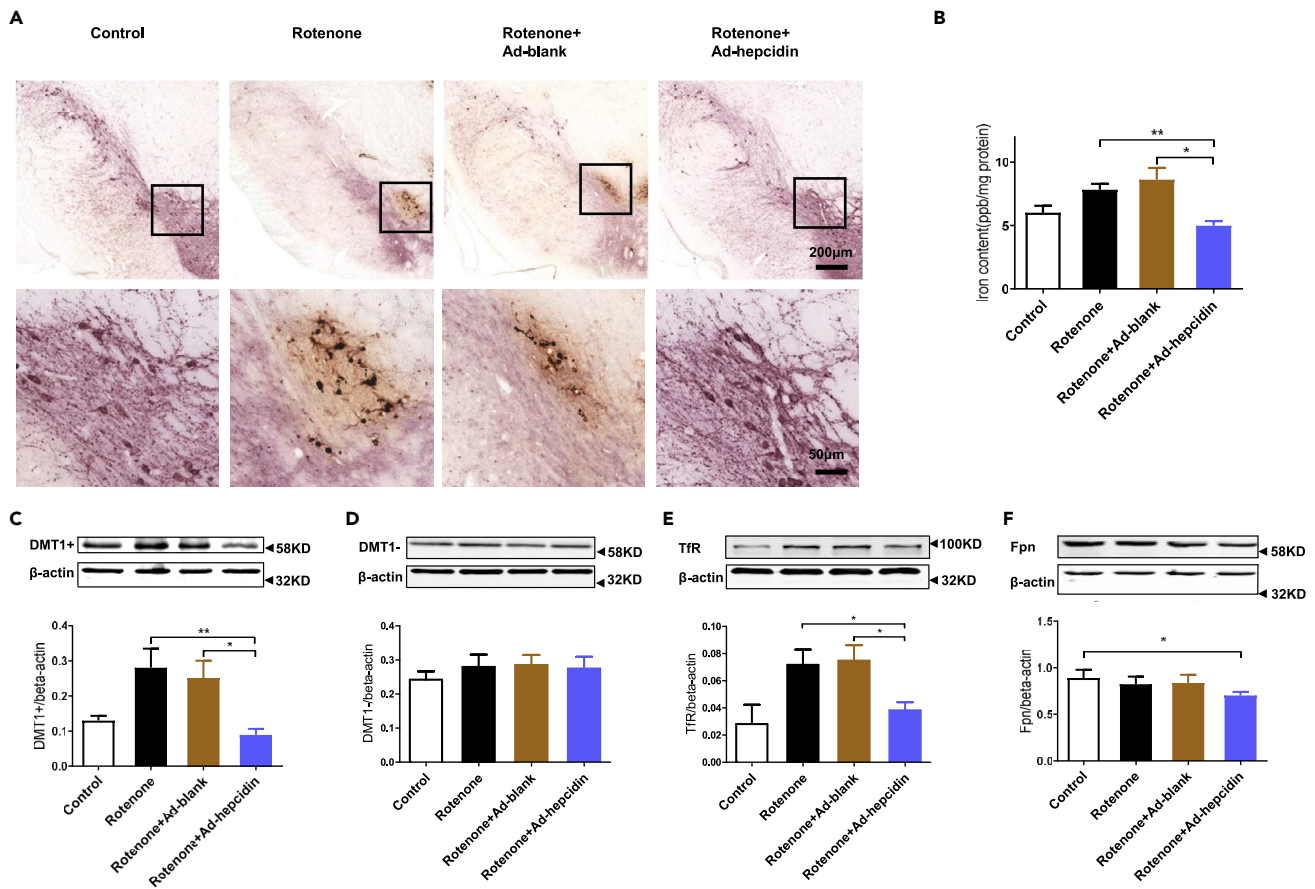 A
Control
Rotenone
Rotenone+
Ad-blank
Rotenone+
Ad-hepcidin
200μm
50μm
B
Iron content(ppb/mg protein)
10
5
0
**
*
Control
Rotenone
Rotenone+Ad-blank
Rotenone+Ad-hepcidin
C
DMT1+
58KD
β-actin
32KD
DMT1+/beta-actin
0.4
0.3
0.2
0.1
0.0
**
*
Control
Rotenone
Rotenone+Ad-blank
Rotenone+Ad-hepcidin
D
DMT1-
58KD
β-actin
32KD
DMT1-/beta-actin
0.4
0.3
0.2
0.1
0.0
Control
Rotenone
Rotenone+Ad-blank
Rotenone+Ad-hepcidin
E
TfR
100KD
β-actin
32KD
TfR/beta-actin
0.10
0.08
0.06
0.04
0.02
0.00
*
*
Control
Rotenone
Rotenone+Ad-blank
Rotenone+Ad-hepcidin
F
Fpn
58KD
β-actin
32KD
Fpn/beta-actin
1.5
1.0
0.5
0.0
*
Control
Rotenone
Rotenone+Ad-blank
Rotenone+Ad-hepcidin